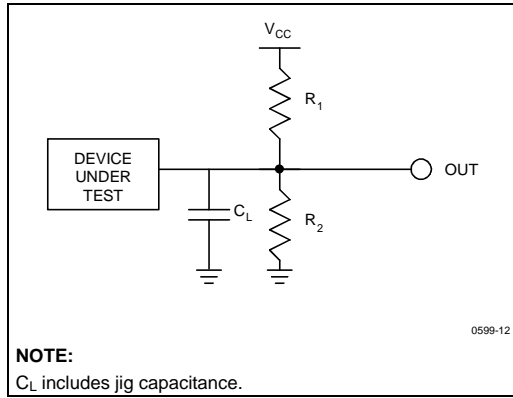 VCC
R1
DEVICE
UNDER
TEST
OUT
CL
R2
0599-12
NOTE:
CL includes jig capacitance.